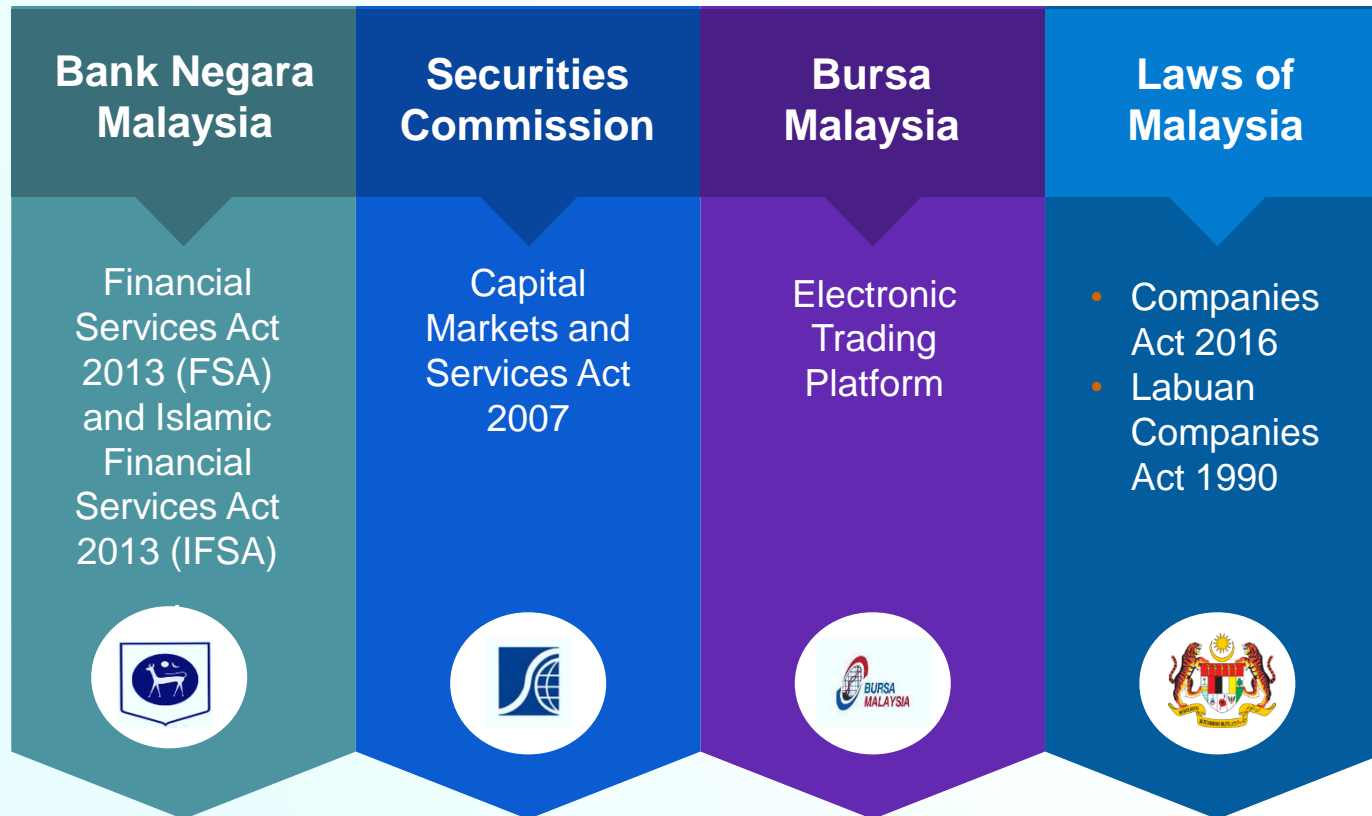 Bank Negara
Malaysia
Financial
Services Act
2013 (FSA)
and Islamic
Financial
Services Act
2013 (IFSA)
Securities
Commission
Capital
Markets and
Services Act
2007
Bursa
Malaysia
Electronic
Trading
Platform
BURSA
MALAYSIA
Laws of
Malaysia
• Companies
Act 2016
• Labuan
Companies
Act 1990